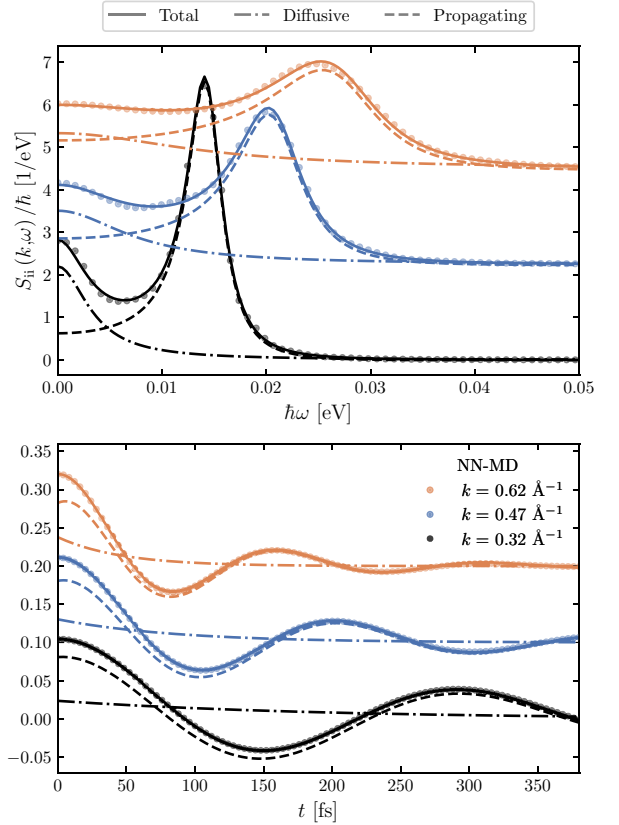 Total Diffusive Propagating
7
6
5
4
3
2
1
0
S_ii(k,ω)/ħ [1/eV]
0.00 0.01 0.02 0.03 0.04 0.05
ħω [eV]
0.35
0.30
0.25
0.20
0.15
0.10
0.05
0.00
−0.05
NN-MD
k = 0.62 Å⁻¹
k = 0.47 Å⁻¹
k = 0.32 Å⁻¹
0 50 100 150 200 250 300 350
t [fs]